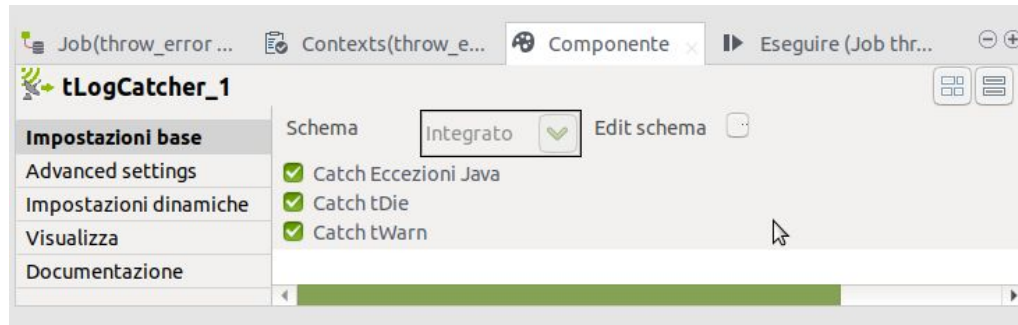 Job(throw_error ... Contexts(throw_e... Componente Eseguire (Job thr...
tLogCatcher_1
Impostazioni base
Advanced settings
Impostazioni dinamiche
Visualizza
Documentazione
Schema Integrato Edit schema
Catch Eccezioni Java
Catch tDie
Catch tWarn